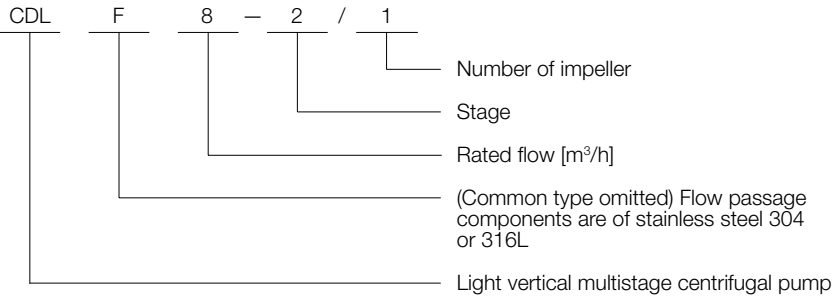 CDL F 8 — 2 / 1
Number of impeller
Stage
Rated flow [m³/h]
(Common type omitted) Flow passage
components are of stainless steel 304
or 316L
Light vertical multistage centrifugal pump